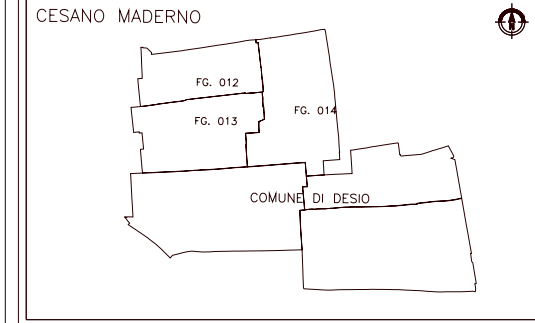 CESANO MADERNO
FG. 012
FG. 014
FG. 013
COMUNE DI DESIO